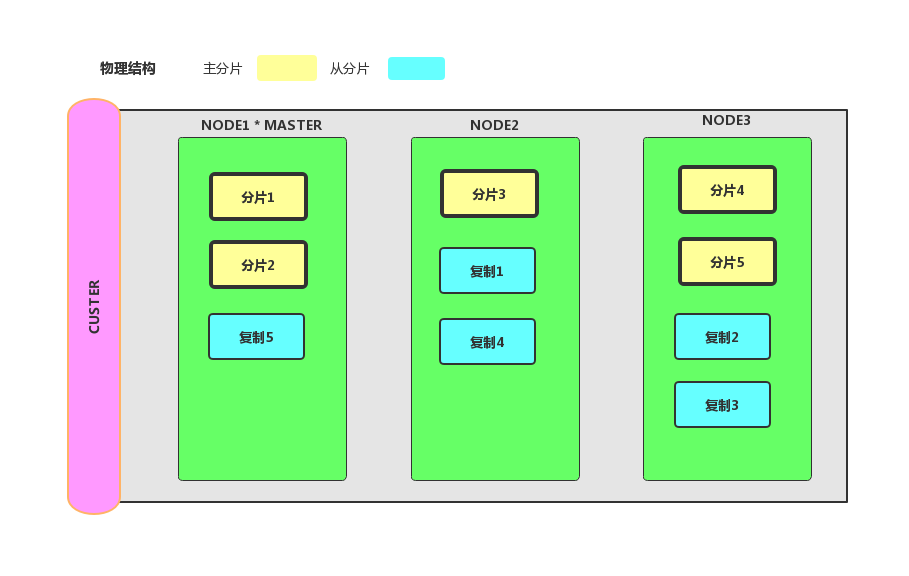 物理结构
主分片
从分片
CUSTER
NODE1 * MASTER
分片1
分片2
复制5
NODE2
分片3
复制1
复制4
NODE3
分片4
分片5
复制2
复制3